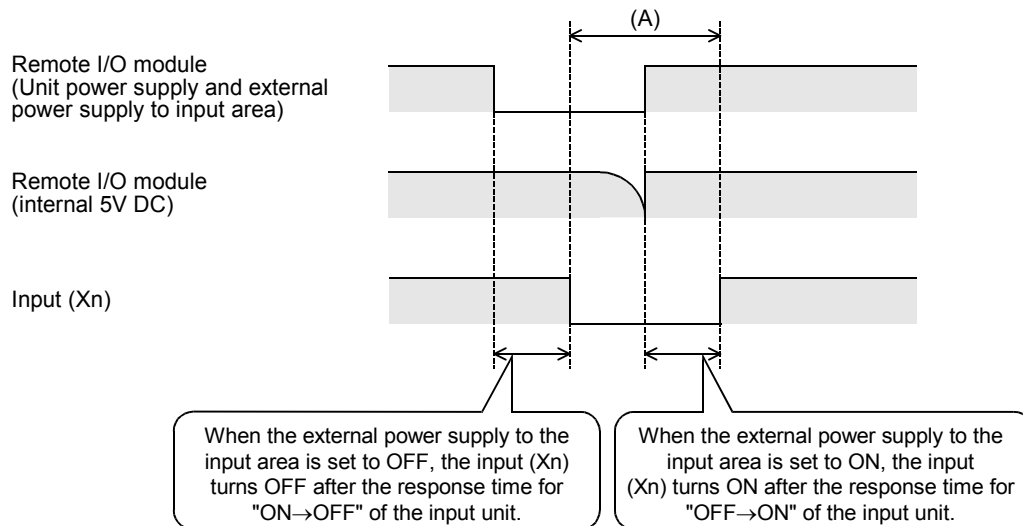 (A)
Remote I/O module
(Unit power supply and external
power supply to input area)
Remote I/O module
(internal 5V DC)
Input (Xn)
When the external power supply to the
input area is set to OFF, the input (Xn)
turns OFF after the response time for
"ON→OFF" of the input unit.
When the external power supply to the
input area is set to ON, the input
(Xn) turns ON after the response time for
"OFF→ON" of the input unit.